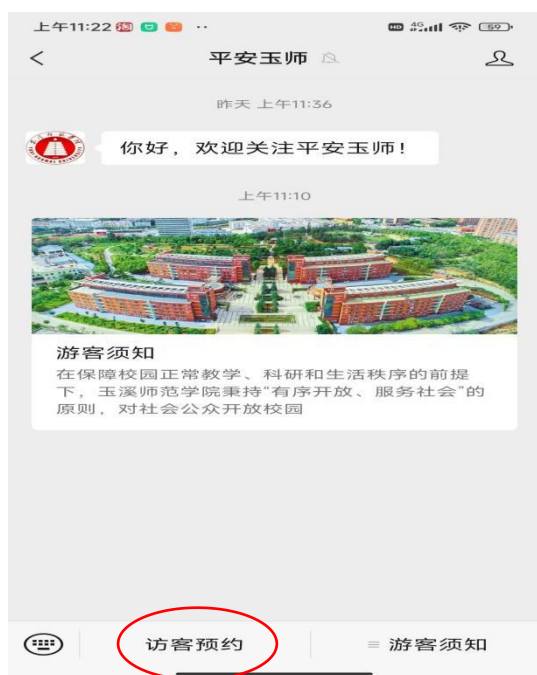 上午11:22
HD 4G 59
平安玉师
昨天 上午11:36
你好，欢迎关注平安玉师！
上午11:10
游客须知
在保障校园正常教学、科研和生活秩序的前提
下，玉溪师范学院秉持“有序开放、服务社会”的
原则，对社会公众开放校园
访客预约
游客须知